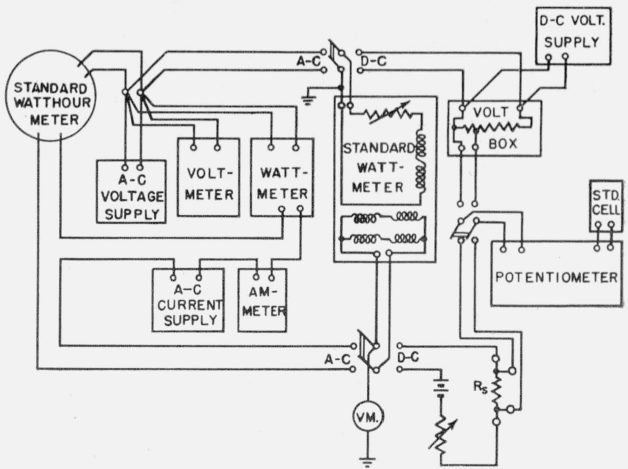 D-C VOLT.
SUPPLY
A-C
D-C
STANDARD
WATTHOUR
METER
VOLT
BOX
STANDARD
WATT-
METER
A-C
VOLTAGE
SUPPLY
VOLT-
METER
WATT-
METER
STD.
CELL
POTENTIOMETER
A-C
CURRENT
SUPPLY
AM-
METER
A-C
D-C
RS
VM.